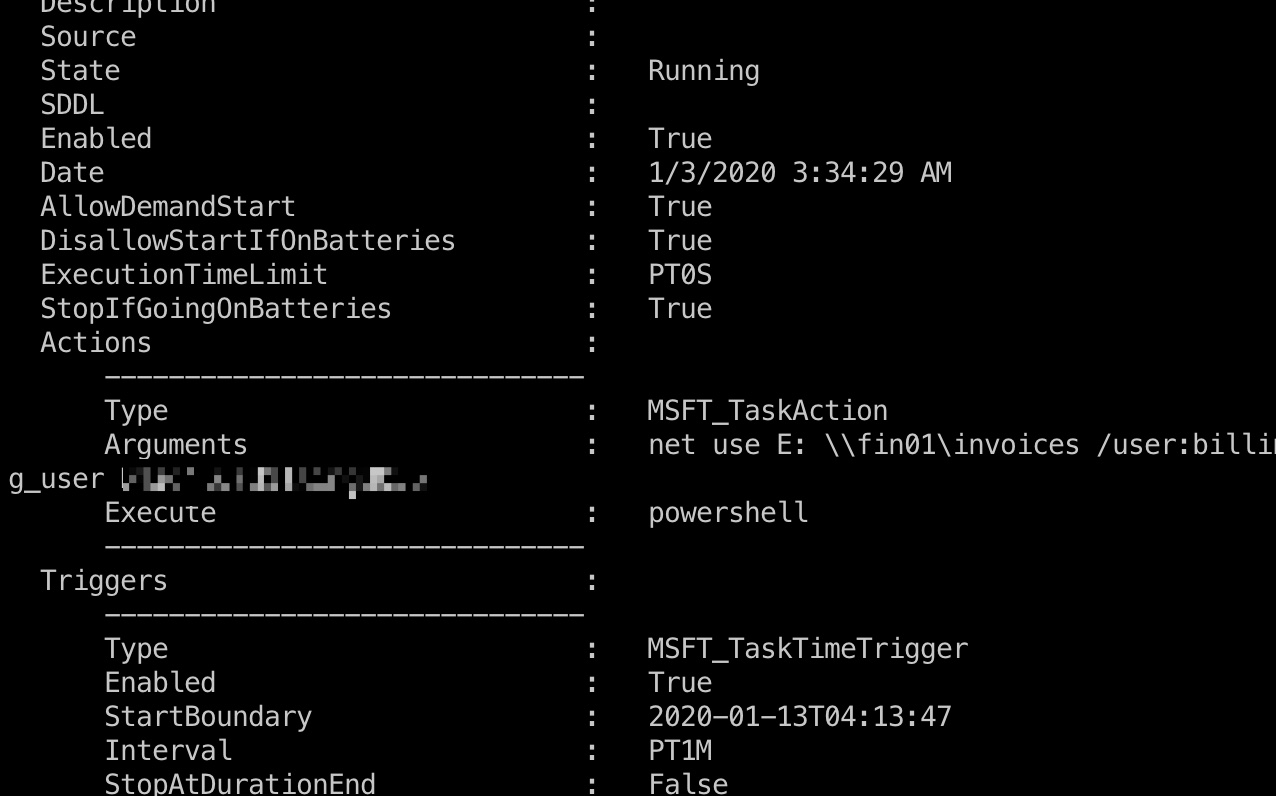 Description                       :
Source                            :
State                             :   Running
SDDL                              :
Enabled                           :   True
Date                              :   1/3/2020 3:34:29 AM
AllowDemandStart                  :   True
DisallowStartIfOnBatteries        :   True
ExecutionTimeLimit                :   PT0S
StopIfGoingOnBatteries            :   True
Actions                           :
------------------------------
Type                              :   MSFT_TaskAction
Arguments                         :   net use E: \\fin01\invoices /user:billin
g_user
Execute                           :   powershell
------------------------------
Triggers                          :
------------------------------
Type                              :   MSFT_TaskTimeTrigger
Enabled                           :   True
StartBoundary                     :   2020-01-13T04:13:47
Interval                          :   PT1M
StopAtDurationEnd                 :   False